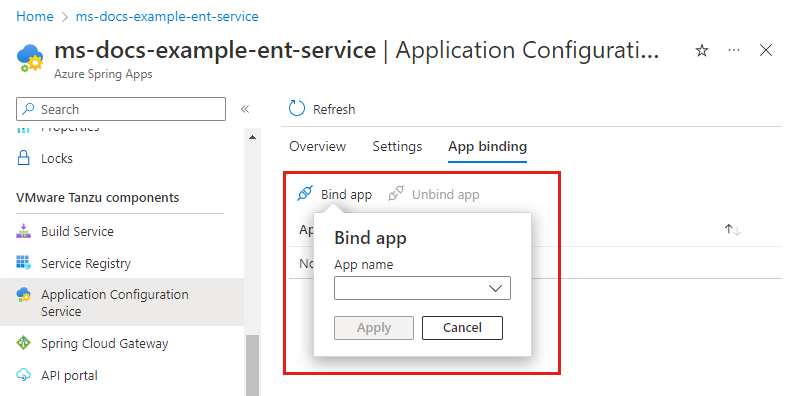 Home > ms-docs-example-ent-service
ms-docs-example-ent-service | Application Configurati...
Azure Spring Apps
Search
Refresh
Properties
Locks
VMware Tanzu components
Build Service
Service Registry
Application Configuration
Service
Spring Cloud Gateway
API portal
Overview Settings App binding
Bind app Unbind app
Ap
No
Bind app
App name
Apply Cancel